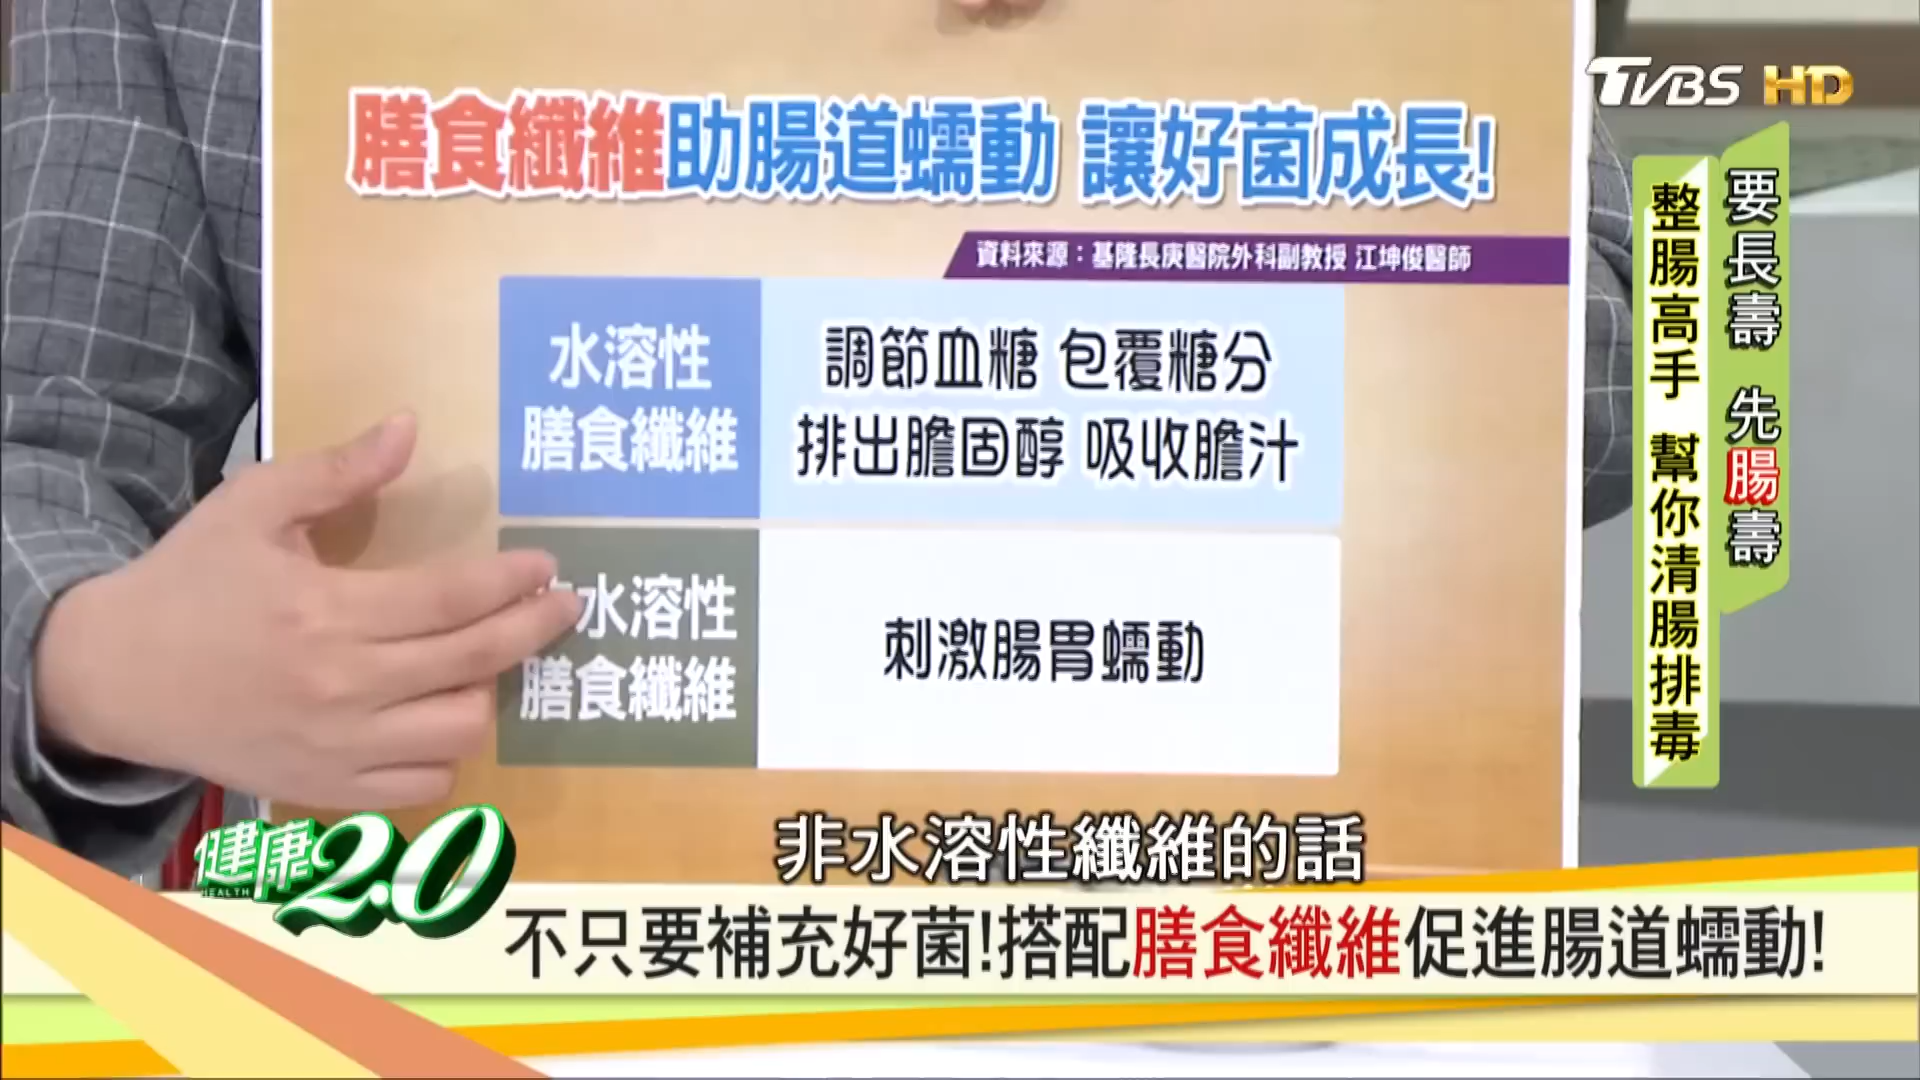 TVBS HD
膳食纖維助腸道蠕動 讓好菌成長!
資料來源：基隆長庚醫院外科副教授 江坤俊醫師
水溶性
膳食纖維
調節血糖 包覆糖分
排出膽固醇 吸收膽汁
水溶性
膳食纖維
刺激腸胃蠕動
要長壽 先腸壽
整腸高手 幫你清腸排毒
非水溶性纖維的話
健康2.0
HEALTH
不只要補充好菌!搭配膳食纖維促進腸道蠕動!